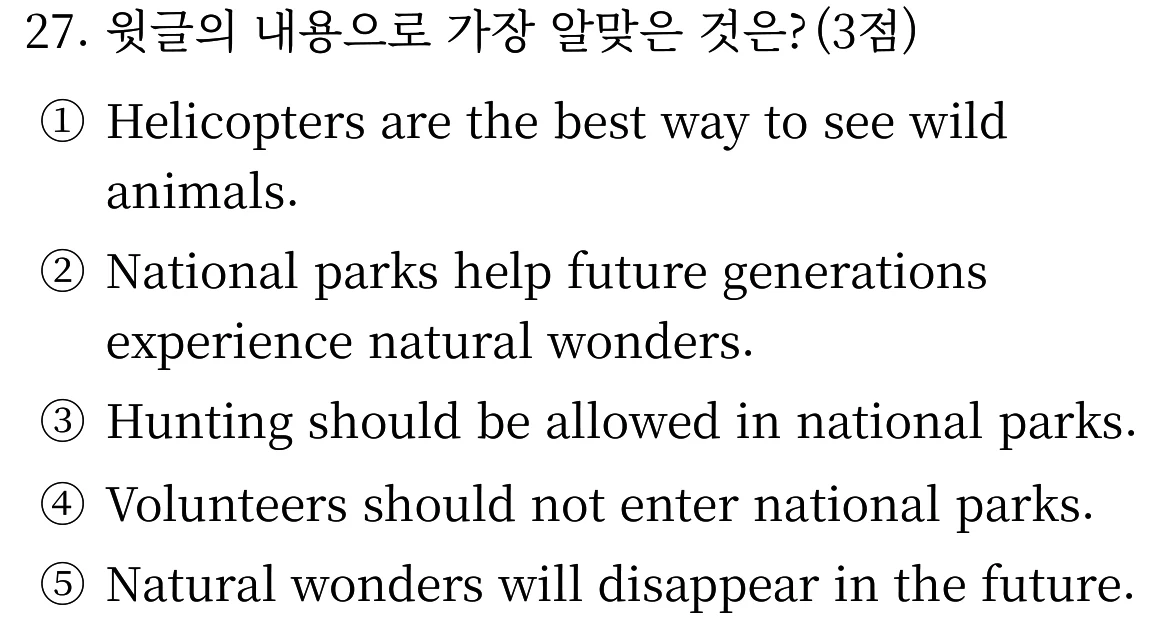 27. 윗글의 내용으로 가장 알맞은 것은?(3점)
① Helicopters are the best way to see wild
animals.
② National parks help future generations
experience natural wonders.
③ Hunting should be allowed in national parks.
④ Volunteers should not enter national parks.
⑤ Natural wonders will disappear in the future.